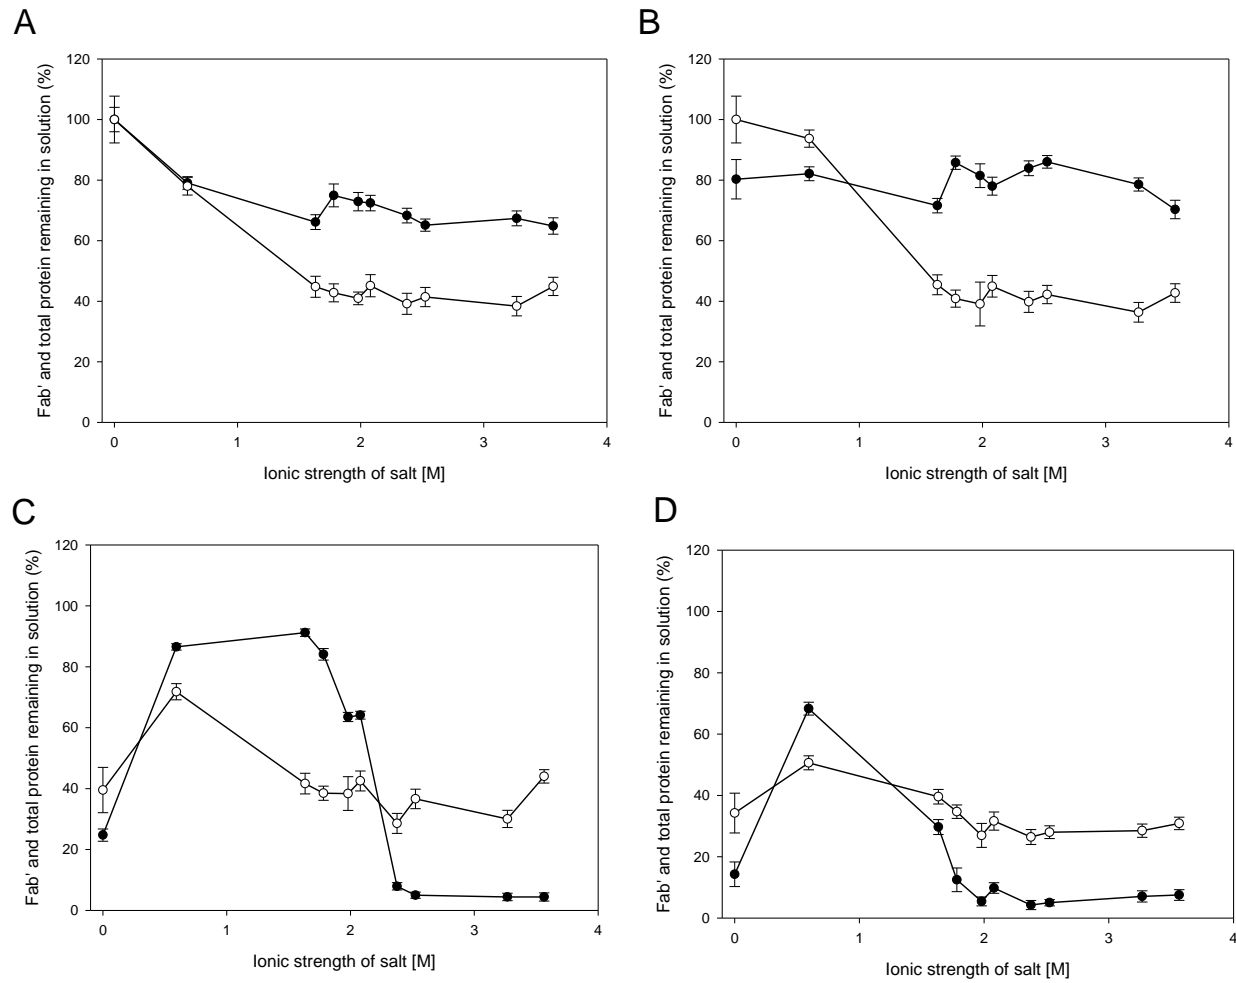 A
Fab' and total protein remaining in solution (%)
120
100
80
60
40
20
0
0 1 2 3 4
Ionic strength of salt [M]
B
Fab' and total protein remaining in solution (%)
120
100
80
60
40
20
0
0 1 2 3 4
Ionic strength of salt [M]
C
Fab' and total protein remaining in solution (%)
120
100
80
60
40
20
0
0 1 2 3 4
Ionic strength of salt [M]
D
Fab' and total protein remaining in solution (%)
120
100
80
60
40
20
0
0 1 2 3 4
Ionic strength of salt [M]